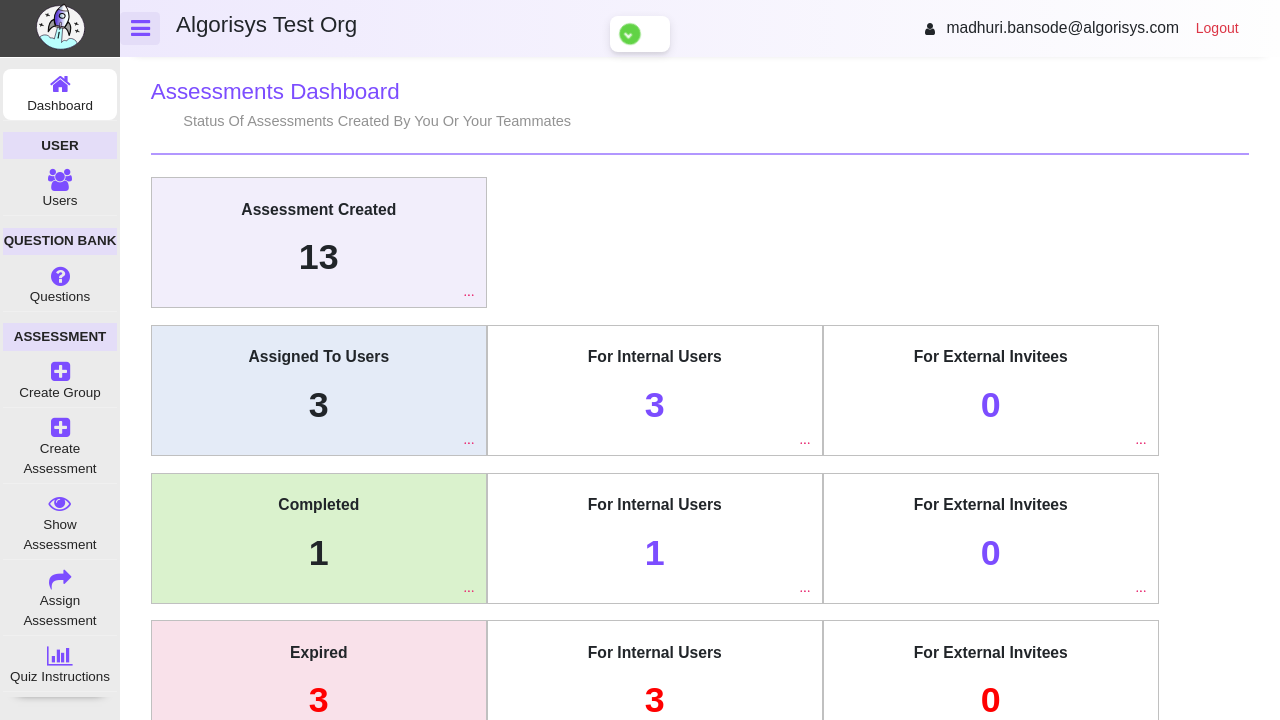 Algorisys Test Org
madhuri.bansode@algorisys.com
Logout
Dashboard
USER
Users
QUESTION BANK
Questions
ASSESSMENT
Create Group
Create
Assessment
Show
Assessment
Assign
Assessment
Quiz Instructions
Assessments Dashboard
Status Of Assessments Created By You Or Your Teammates
Assessment Created
13
...
Assigned To Users
3
...
For Internal Users
3
...
For External Invitees
0
...
Completed
1
...
For Internal Users
1
...
For External Invitees
0
...
Expired
3
For Internal Users
3
For External Invitees
0